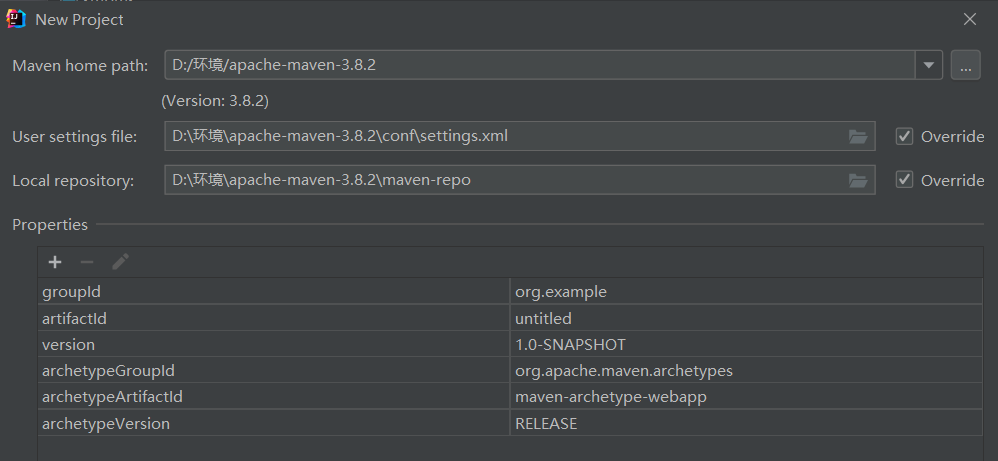 New Project
Maven home path: D:/环境/apache-maven-3.8.2 ...
(Version: 3.8.2)
User settings file: D:\环境\apache-maven-3.8.2\conf\settings.xml Override
Local repository: D:\环境\apache-maven-3.8.2\maven-repo Override
Properties
groupId org.example
artifactId untitled
version 1.0-SNAPSHOT
archetypeGroupId org.apache.maven.archetypes
archetypeArtifactId maven-archetype-webapp
archetypeVersion RELEASE